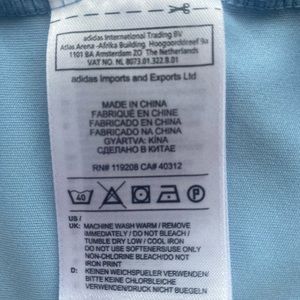 adidas International Trading BV
Atlas Arena -Afrika Building, Hoogoorddreef 9a
1101 BA Amsterdam ZO The Netherlands
VAT NO. NL 8073.01.322.B.01
adidas Imports and Exports Ltd
MADE IN CHINA
FABRIQUÉ EN CHINE
FABRICADO EN CHINA
FABRICADO NA CHINA
GYÁRTVA: KÍNA
СДЕЛАНО В КИТАЕ
RN# 119208 CA# 40312
40
P
US /
UK: MACHINE WASH WARM / REMOVE
IMMEDIATELY / DO NOT BLEACH /
TUMBLE DRY LOW / COOL IRON
DO NOT USE SOFTENERS/USE ONLY
NON-CHLORINE BLEACH/DO NOT
IRON PRINT
D: KEINEN WEICHSPUELER VERWENDEN/
BITTE KEINE CHLORBLEICHE
VERWENDEN/DRUCK NICHT BUEGELN/